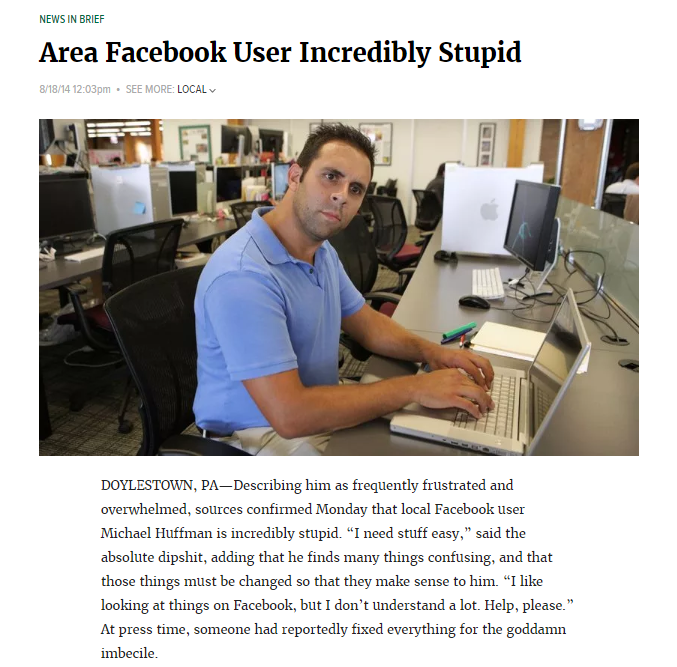 NEWS IN BRIEF
Area Facebook User Incredibly Stupid
8/18/14 12:03pm • SEE MORE: LOCAL
DOYLESTOWN, PA—Describing him as frequently frustrated and
overwhelmed, sources confirmed Monday that local Facebook user
Michael Huffman is incredibly stupid. “I need stuff easy,” said the
absolute dipshit, adding that he finds many things confusing, and that
those things must be changed so that they make sense to him. “I like
looking at things on Facebook, but I don’t understand a lot. Help, please.”
At press time, someone had reportedly fixed everything for the goddamn
imbecile.